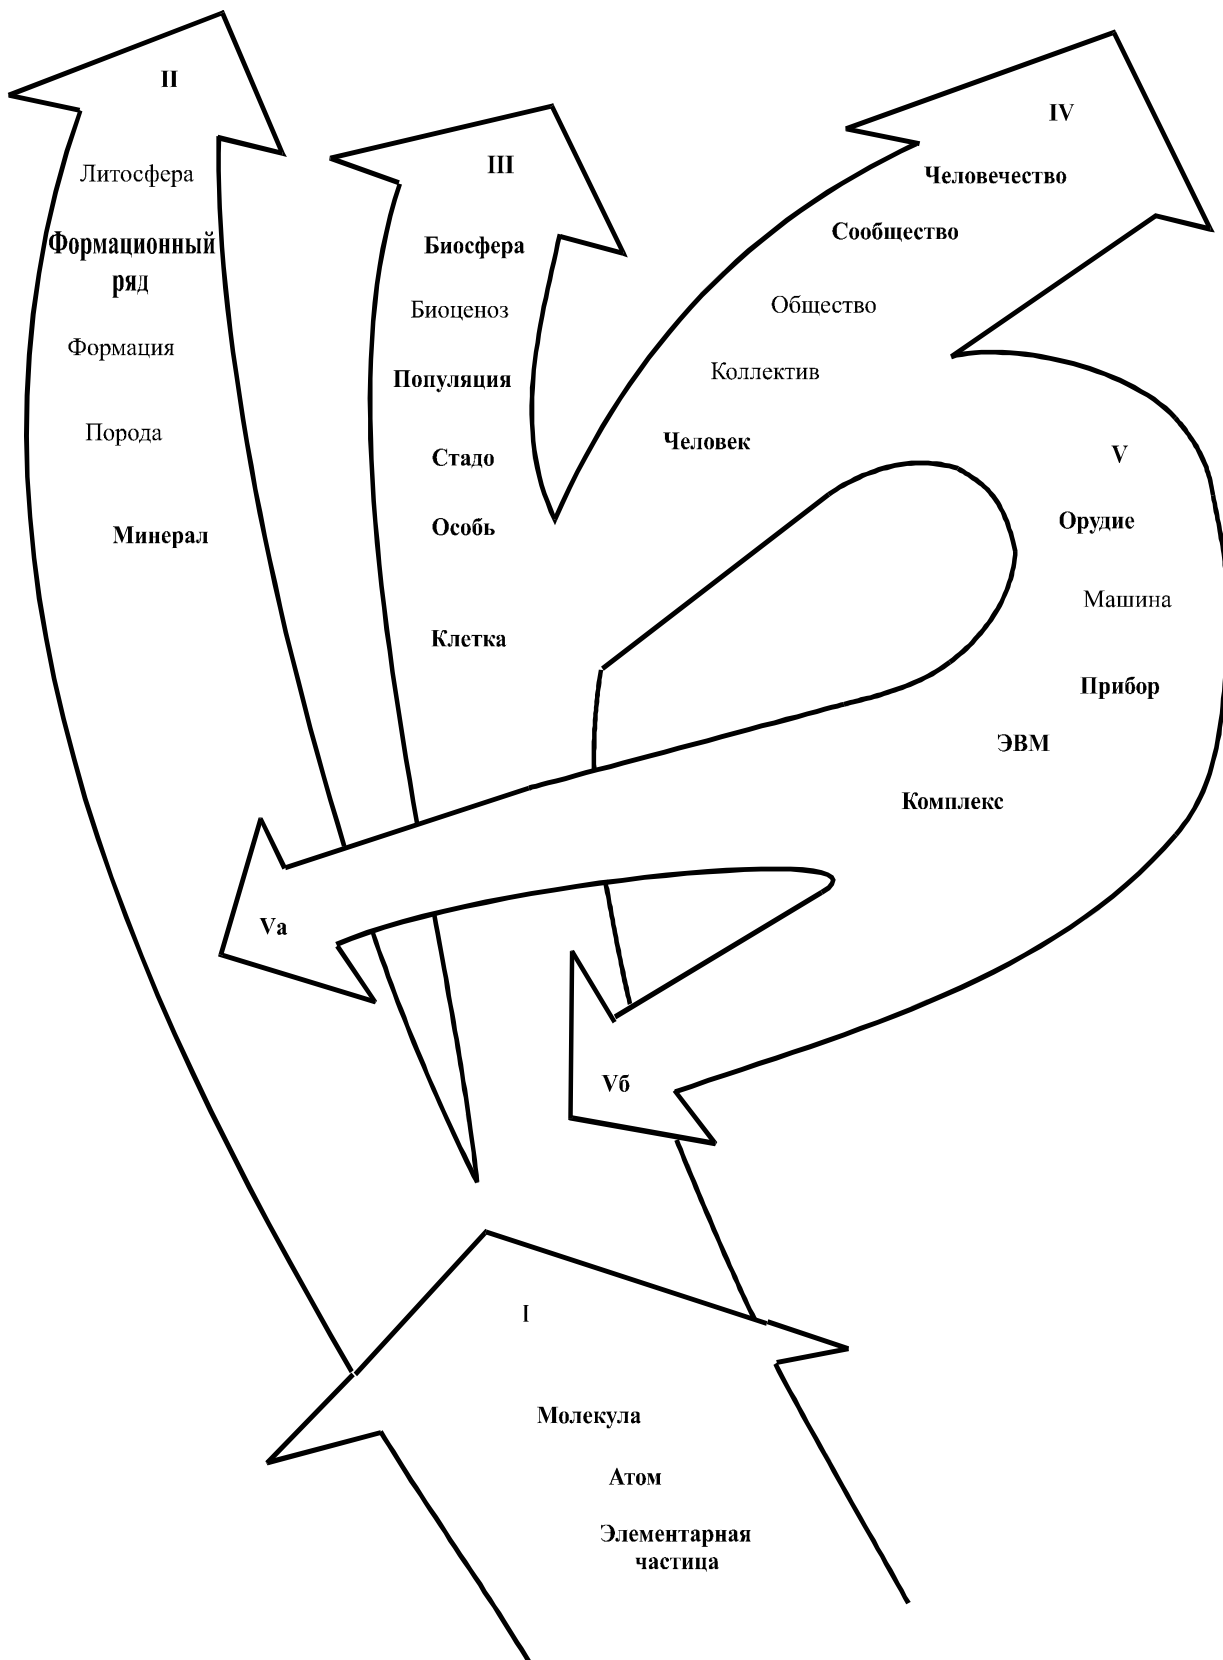 II
Литосфера
Формационный
ряд
Формация
Порода
Минерал
III
Биосфера
Биоценоз
Популяция
Стадо
Особь
Клетка
IV
Человечество
Сообщество
Общество
Коллектив
Человек
V
Орудие
Машина
Прибор
ЭВМ
Комплекс
Vа
Vб
I
Молекула
Атом
Элементарная
частица